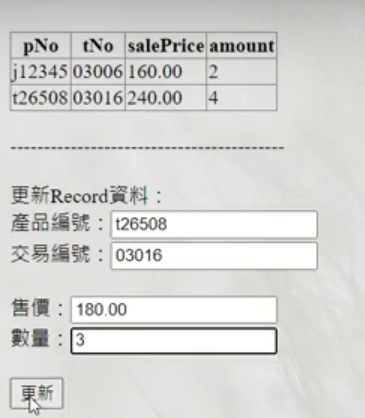 pNo tNo salePrice amount
j12345 03006 160.00 2
t26508 03016 240.00 4
----------------------------------------
更新Record資料：
產品編號：t26508
交易編號：03016
售價：180.00
數量：3
更新